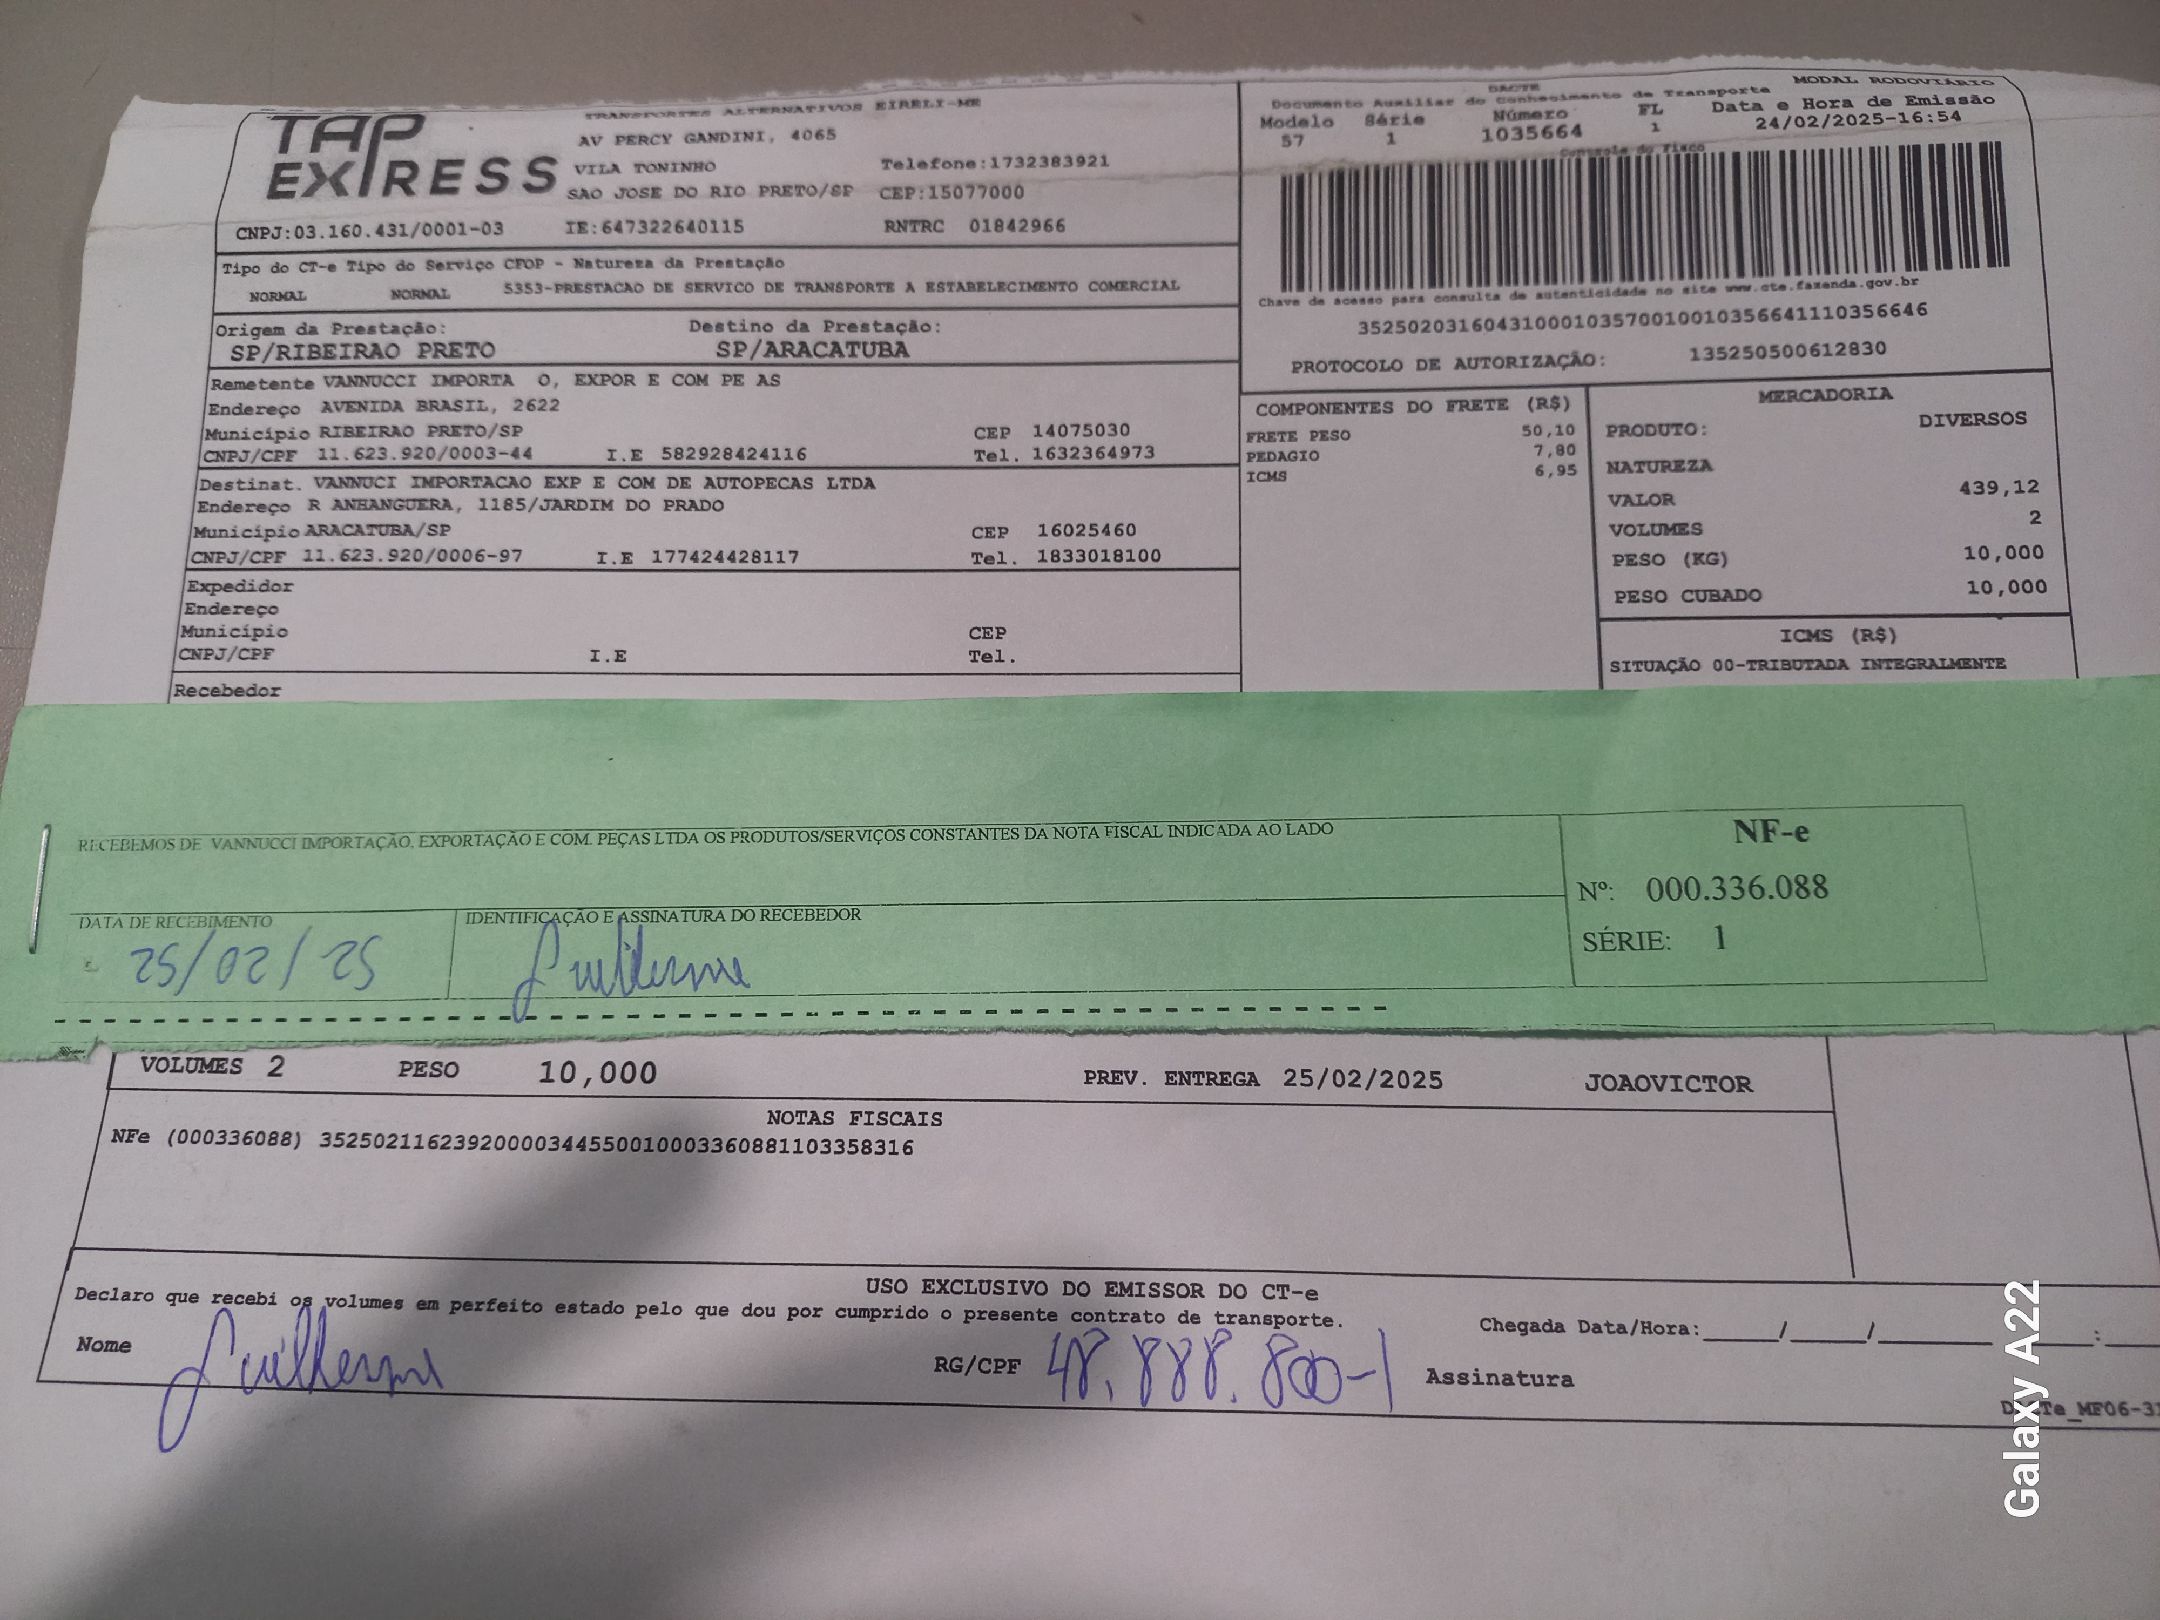 TAP EXPRESS
TRANSPORTES ALTERNATIVOS EIRELI-ME
AV PERCY GANDINI, 4065
VILA TONINHO Telefone:1732383921
SAO JOSE DO RIO PRETO/SP CEP:15077000
CNPJ:03.160.431/0001-03 IE:647322640115 RNTRC 01842966
DACTE MODAL RODOVIÁRIO
Documento Auxiliar do Conhecimento de Transporte
Modelo Série Número FL Data e Hora de Emissão
57 1 1035664 1 24/02/2025-16:54
Controle do Fisco
Chave de acesso para consulta de autenticidade no site www.cte.fazenda.gov.br
35250203160431000103570010010356641110356646
PROTOCOLO DE AUTORIZAÇÃO: 135250500612830
Tipo do CT-e Tipo do Serviço CFOP - Natureza da Prestação
NORMAL NORMAL 5353-PRESTACAO DE SERVICO DE TRANSPORTE A ESTABELECIMENTO COMERCIAL
Origem da Prestação: Destino da Prestação:
SP/RIBEIRAO PRETO SP/ARACATUBA
Remetente VANNUCCI IMPORTA O, EXPOR E COM PE AS
Endereço AVENIDA BRASIL, 2622
Município RIBEIRAO PRETO/SP CEP 14075030
CNPJ/CPF 11.623.920/0003-44 I.E 582928424116 Tel. 1632364973
Destinat. VANNUCI IMPORTACAO EXP E COM DE AUTOPECAS LTDA
Endereço R ANHANGUERA, 1185/JARDIM DO PRADO
Município ARACATUBA/SP CEP 16025460
CNPJ/CPF 11.623.920/0006-97 I.E 177424428117 Tel. 1833018100
Expedidor
Endereço
Município CEP
CNPJ/CPF I.E Tel.
Recebedor
COMPONENTES DO FRETE (R$)
FRETE PESO 50,10
PEDAGIO 7,80
ICMS 6,95
MERCADORIA
PRODUTO: DIVERSOS
NATUREZA
VALOR 439,12
VOLUMES 2
PESO (KG) 10,000
PESO CUBADO 10,000
ICMS (R$)
SITUAÇÃO 00-TRIBUTADA INTEGRALMENTE
RECEBEMOS DE VANNUCCI IMPORTAÇÃO, EXPORTAÇÃO E COM. PEÇAS LTDA OS PRODUTOS/SERVIÇOS CONSTANTES DA NOTA FISCAL INDICADA AO LADO
NF-e
Nº: 000.336.088
SÉRIE: 1
DATA DE RECEBIMENTO IDENTIFICAÇÃO E ASSINATURA DO RECEBEDOR
25/02/25 Guilherme
VOLUMES 2 PESO 10,000 PREV. ENTREGA 25/02/2025 JOAOVICTOR
NOTAS FISCAIS
NFe (000336088) 35250211623920000344550010003360881103358316
USO EXCLUSIVO DO EMISSOR DO CT-e
Declaro que recebi os volumes em perfeito estado pelo que dou por cumprido o presente contrato de transporte.
Chegada Data/Hora:_____/_____/_______ :
Nome Guilherme RG/CPF 48.888.800-1 Assinatura
Galaxy A22